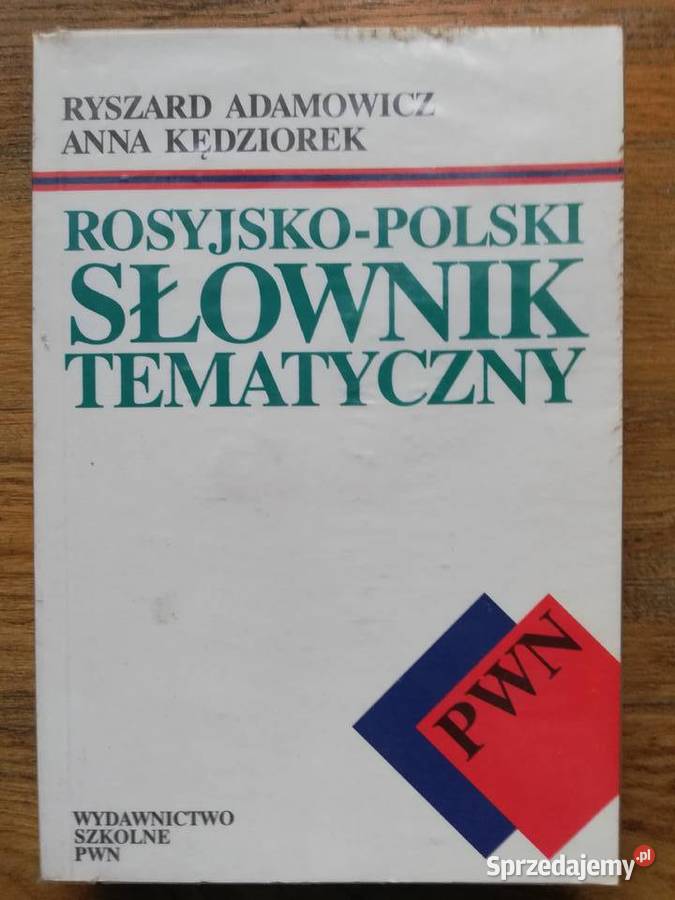 RYSZARD ADAMOWICZ
ANNA KĘDZIOREK
ROSYJSKO-POLSKI
SŁOWNIK
TEMATYCZNY
PWN
WYDAWNICTWO
SZKOLNE
PWN
Sprzedajemy.pl